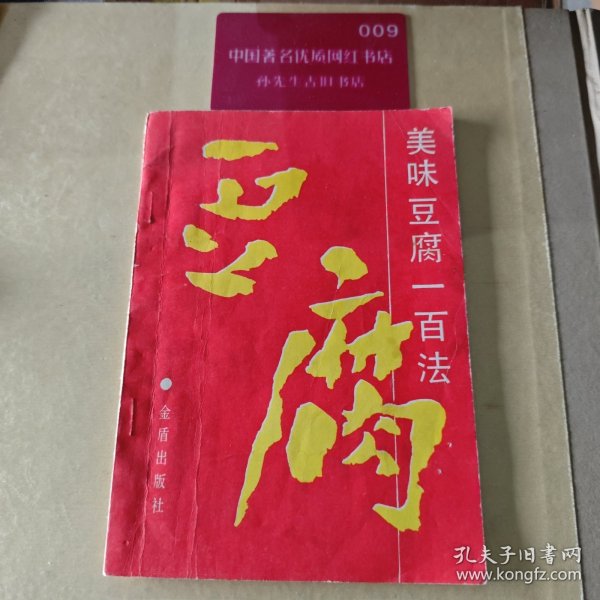 009
中国著名优质网红书店
孙先生古旧书店
美味豆腐一百法
豆腐
金盾出版社
孔夫子旧书网
www.kongfz.com